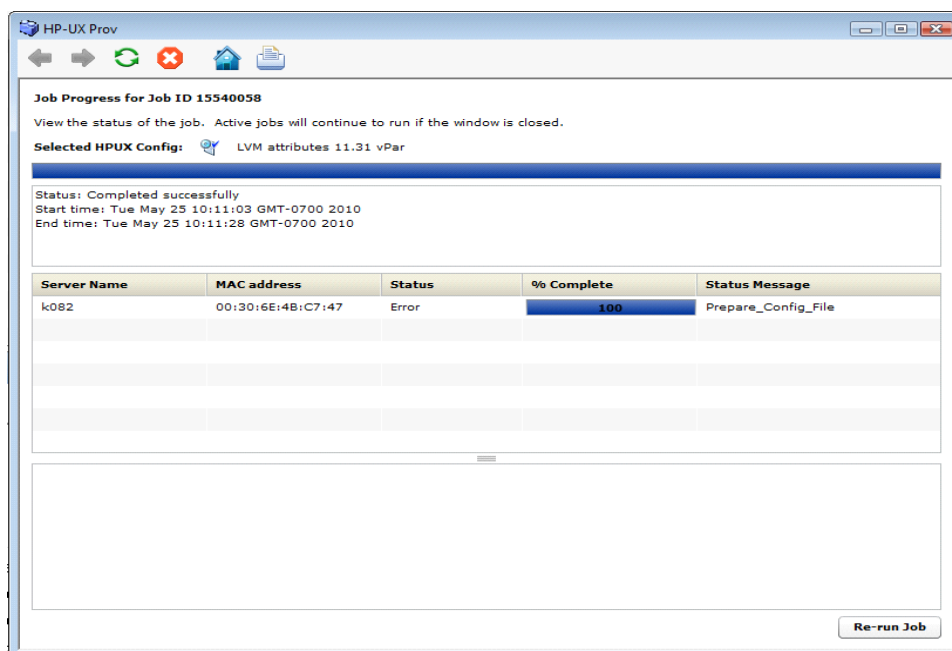 HP-UX Prov
Job Progress for Job ID 15540058
View the status of the job.  Active jobs will continue to run if the window is closed.
Selected HPUX Config: LVM attributes 11.31 vPar
Status: Completed successfully
Start time: Tue May 25 10:11:03 GMT-0700 2010
End time: Tue May 25 10:11:28 GMT-0700 2010
Server Name MAC address Status % Complete Status Message
k082 00:30:6E:4B:C7:47 Error 100 Prepare_Config_File
Re-run Job